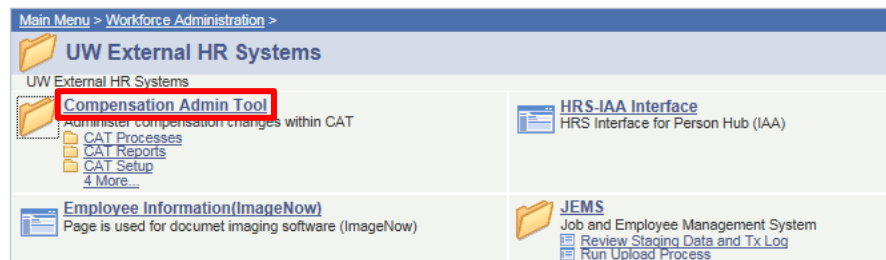 Main Menu > Workforce Administration >
UW External HR Systems
UW External HR Systems
Compensation Admin Tool
Administer compensation changes within CAT
CAT Processes
CAT Reports
CAT Setup
4 More...
HRS-IAA Interface
HRS Interface for Person Hub (IAA)
Employee Information(ImageNow)
Page is used for documet imaging software (ImageNow)
JEMS
Job and Employee Management System
Review Staging Data and Tx Log
Run Upload Process